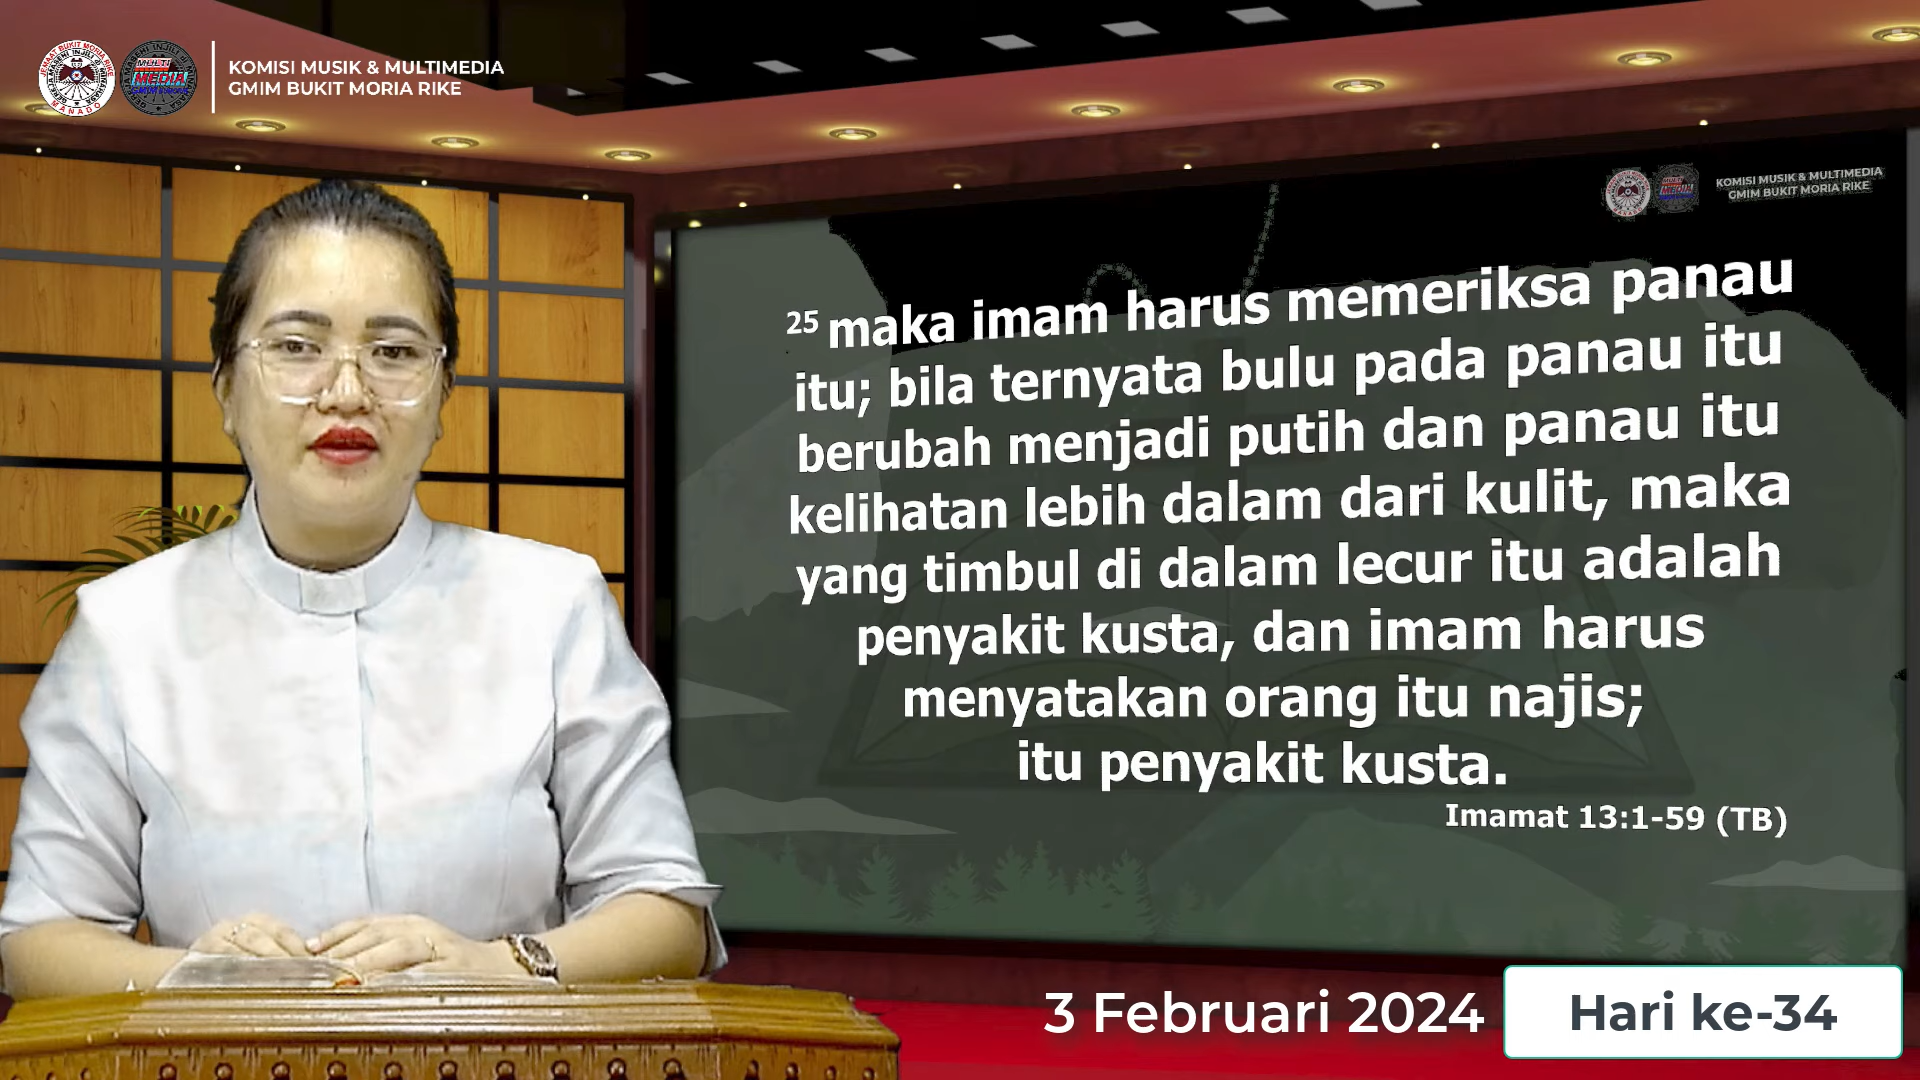 KOMISI MUSIK & MULTIMEDIA
GMIM BUKIT MORIA RIKE
KOMISI MUSIK & MULTIMEDIA
GMIM BUKIT MORIA RIKE
25 maka imam harus memeriksa panau
itu; bila ternyata bulu pada panau itu
berubah menjadi putih dan panau itu
kelihatan lebih dalam dari kulit, maka
yang timbul di dalam lecur itu adalah
penyakit kusta, dan imam harus
menyatakan orang itu najis;
itu penyakit kusta.
Imamat 13:1-59 (TB)
3 Februari 2024
Hari ke-34